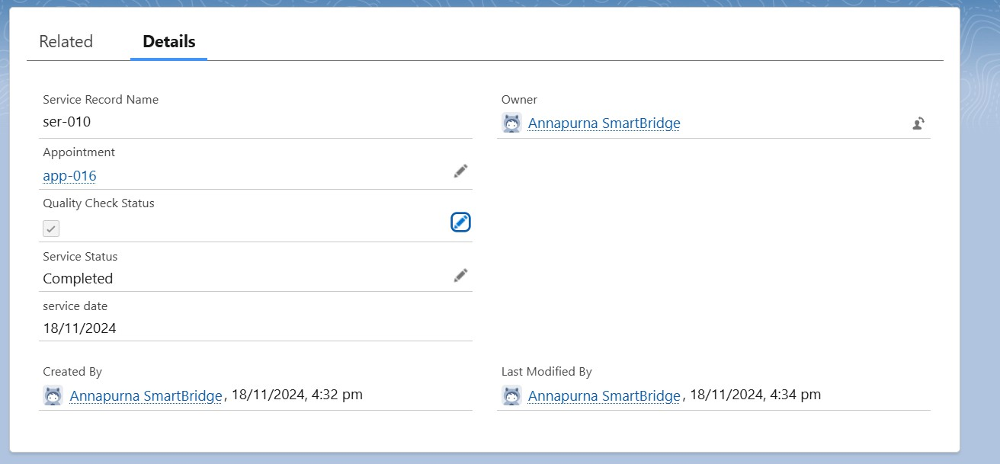 Related Details
Service Record Name
ser-010
Owner
Annapurna SmartBridge
Appointment
app-016
Quality Check Status
Service Status
Completed
service date
18/11/2024
Created By
Annapurna SmartBridge, 18/11/2024, 4:32 pm
Last Modified By
Annapurna SmartBridge, 18/11/2024, 4:34 pm